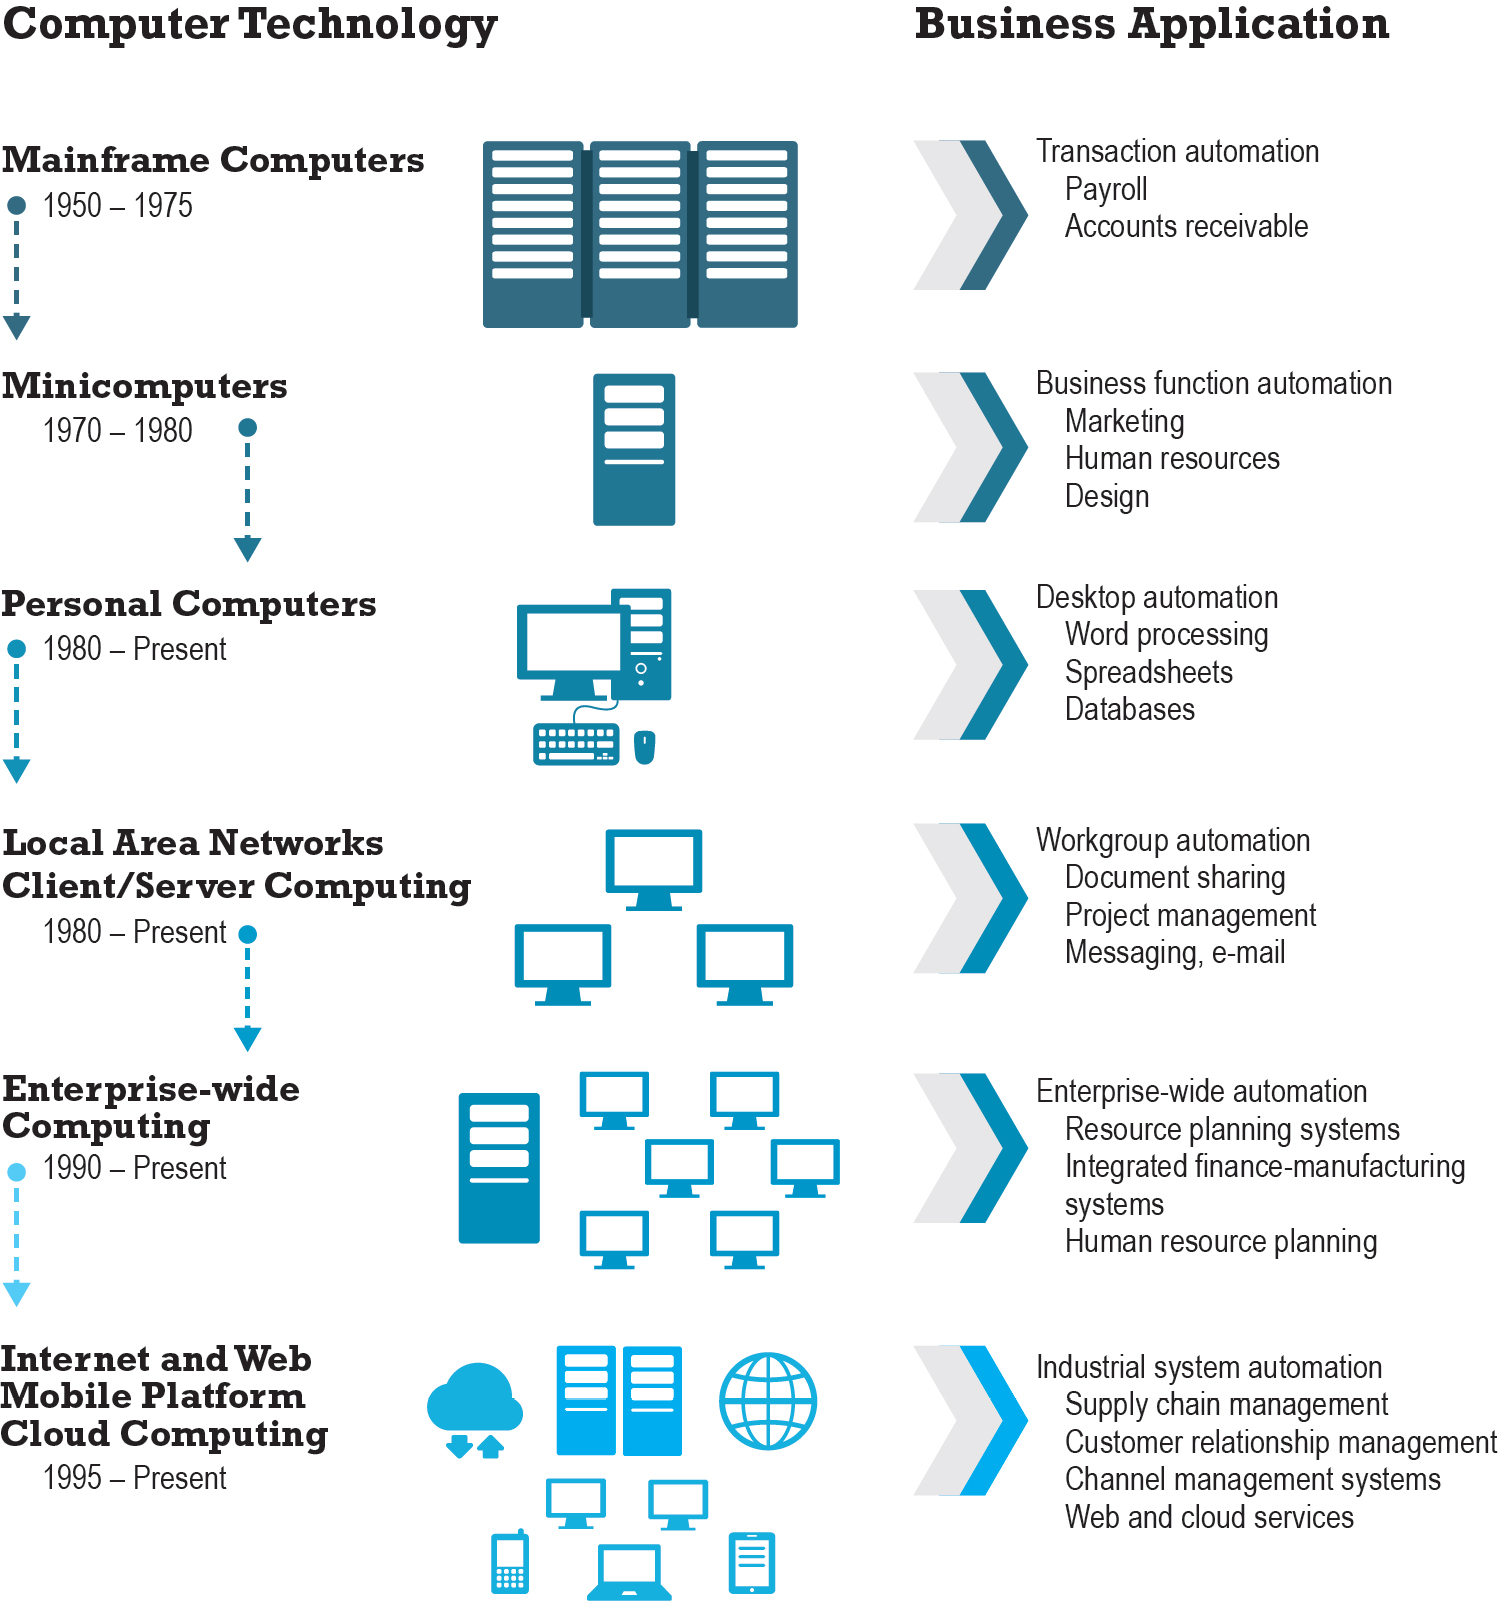 Computer Technology
Business Application
Mainframe Computers
1950 – 1975
Transaction automation
Payroll
Accounts receivable
Minicomputers
1970 – 1980
Business function automation
Marketing
Human resources
Design
Personal Computers
1980 – Present
Desktop automation
Word processing
Spreadsheets
Databases
Local Area Networks
Client/Server Computing
1980 – Present
Workgroup automation
Document sharing
Project management
Messaging, e-mail
Enterprise-wide
Computing
1990 – Present
Enterprise-wide automation
Resource planning systems
Integrated finance-manufacturing
systems
Human resource planning
Internet and Web
Mobile Platform
Cloud Computing
1995 – Present
Industrial system automation
Supply chain management
Customer relationship management
Channel management systems
Web and cloud services